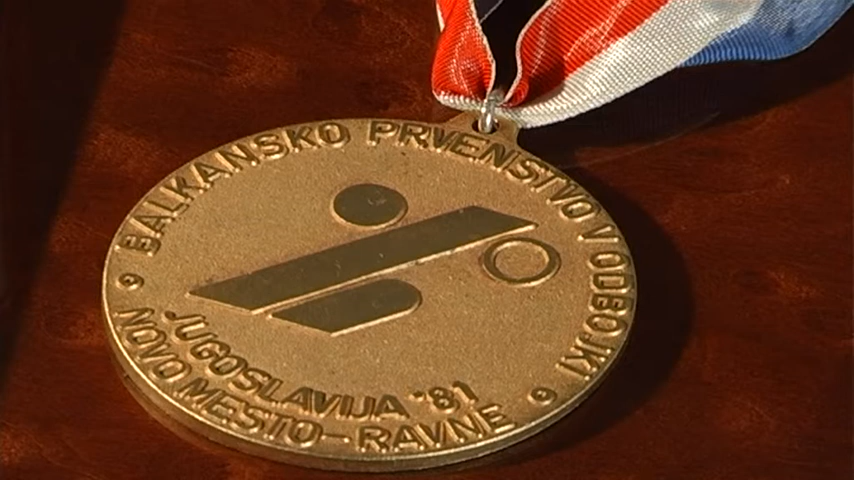 BALKANSKO PRVENSTVO V ODBOJKI
JUGOSLAVIJA '81
NOVO MESTO-RAVNE